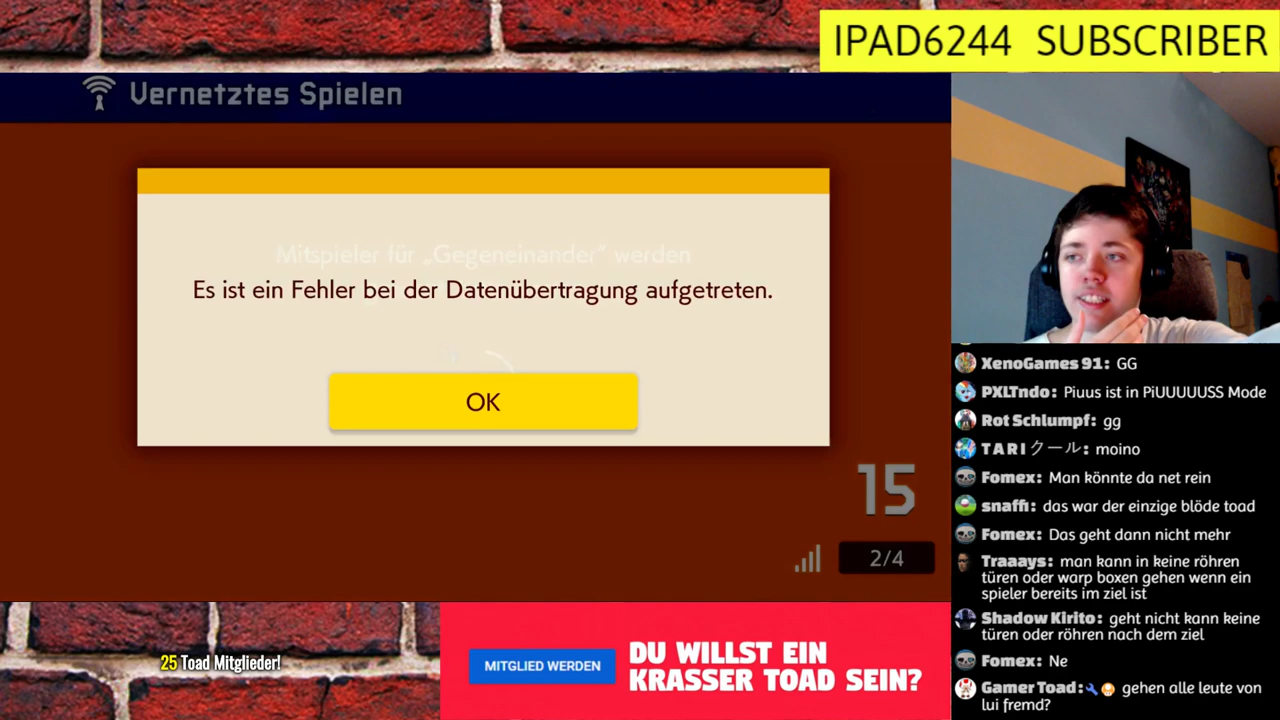 IPAD6244 SUBSCRIBER
Vernetztes Spielen
Mitspieler für „Gegeneinander“ werden
Es ist ein Fehler bei der Datenübertragung aufgetreten.
OK
15
2/4
XenoGames 91: GG
PXLTndo: Piuus ist in PiUUUUUSS Mode
Rot Schlumpf: gg
TARIクール: moino
Fomex: Man könnte da net rein
snaffi: das war der einzige blöde toad
Fomex: Das geht dann nicht mehr
Traaays: man kann in keine röhren
türen oder warp boxen gehen wenn ein
spieler bereits im ziel ist
Shadow Kirito: geht nicht kann keine
türen oder röhren nach dem ziel
Fomex: Ne
Gamer Toad: gehen alle leute von
lui fremd?
25 Toad Mitglieder!
MITGLIED WERDEN
DU WILLST EIN
KRASSER TOAD SEIN?